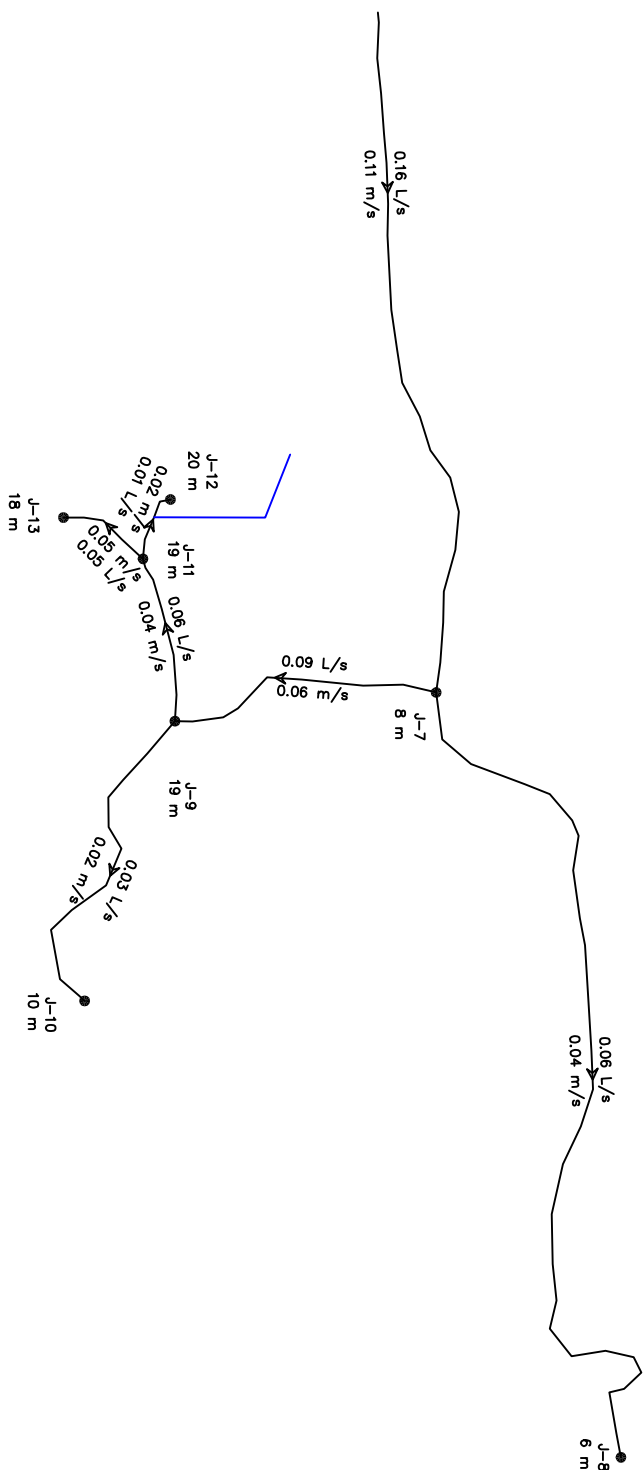 0.16 L/s
0.11 m/s
J-12
20 m
0.02 m/s
0.01 L/s
J-13
18 m
0.05 m/s
0.05 L/s
J-11
19 m
0.06 L/s
0.04 m/s
0.09 L/s
0.06 m/s
J-7
8 m
J-9
19 m
0.03 L/s
0.02 m/s
J-10
10 m
0.06 L/s
0.04 m/s
J-8
6 m